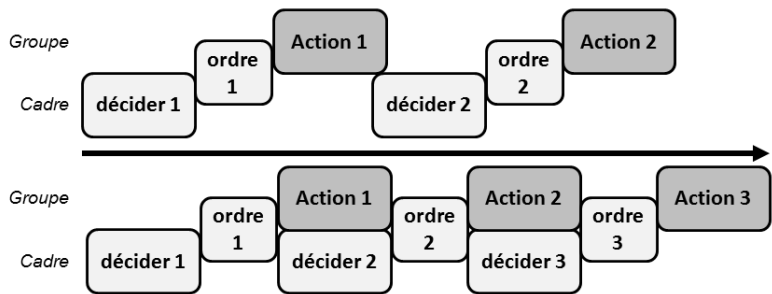 Groupe
Action 1
Action 2
ordre
1
ordre
2
Cadre
décider 1
décider 2
Groupe
Action 1
Action 2
Action 3
ordre
1
ordre
2
ordre
3
Cadre
décider 1
décider 2
décider 3